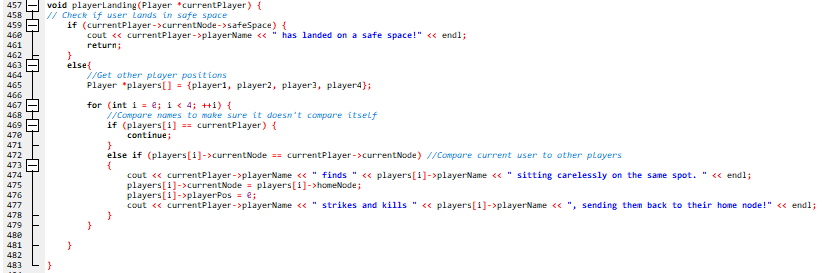 457 void playerLanding(Player *currentPlayer) {
458 // Check if user lands in safe space
459 if (currentPlayer->currentNode->safeSpace) {
460 cout << currentPlayer->playerName << " has landed on a safe space!" << endl;
461 return;
462 }
463 else{
464 //Get other player positions
465 Player *players[] = {player1, player2, player3, player4};
466
467 for (int i = 0; i < 4; ++i) {
468 //Compare names to make sure it doesn't compare itself
469 if (players[i] == currentPlayer) {
470 continue;
471 }
472 else if (players[i]->currentNode == currentPlayer->currentNode) //Compare current user to other players
473 {
474 cout << currentPlayer->playerName << " finds " << players[i]->playerName << " sitting carelessly on the same spot. " << endl;
475 players[i]->currentNode = players[i]->homeNode;
476 players[i]->playerPos = 0;
477 cout << currentPlayer->playerName << " strikes and kills " << players[i]->playerName << ", sending them back to their home node!" << endl;
478 }
479 }
480
481 }
482
483 }